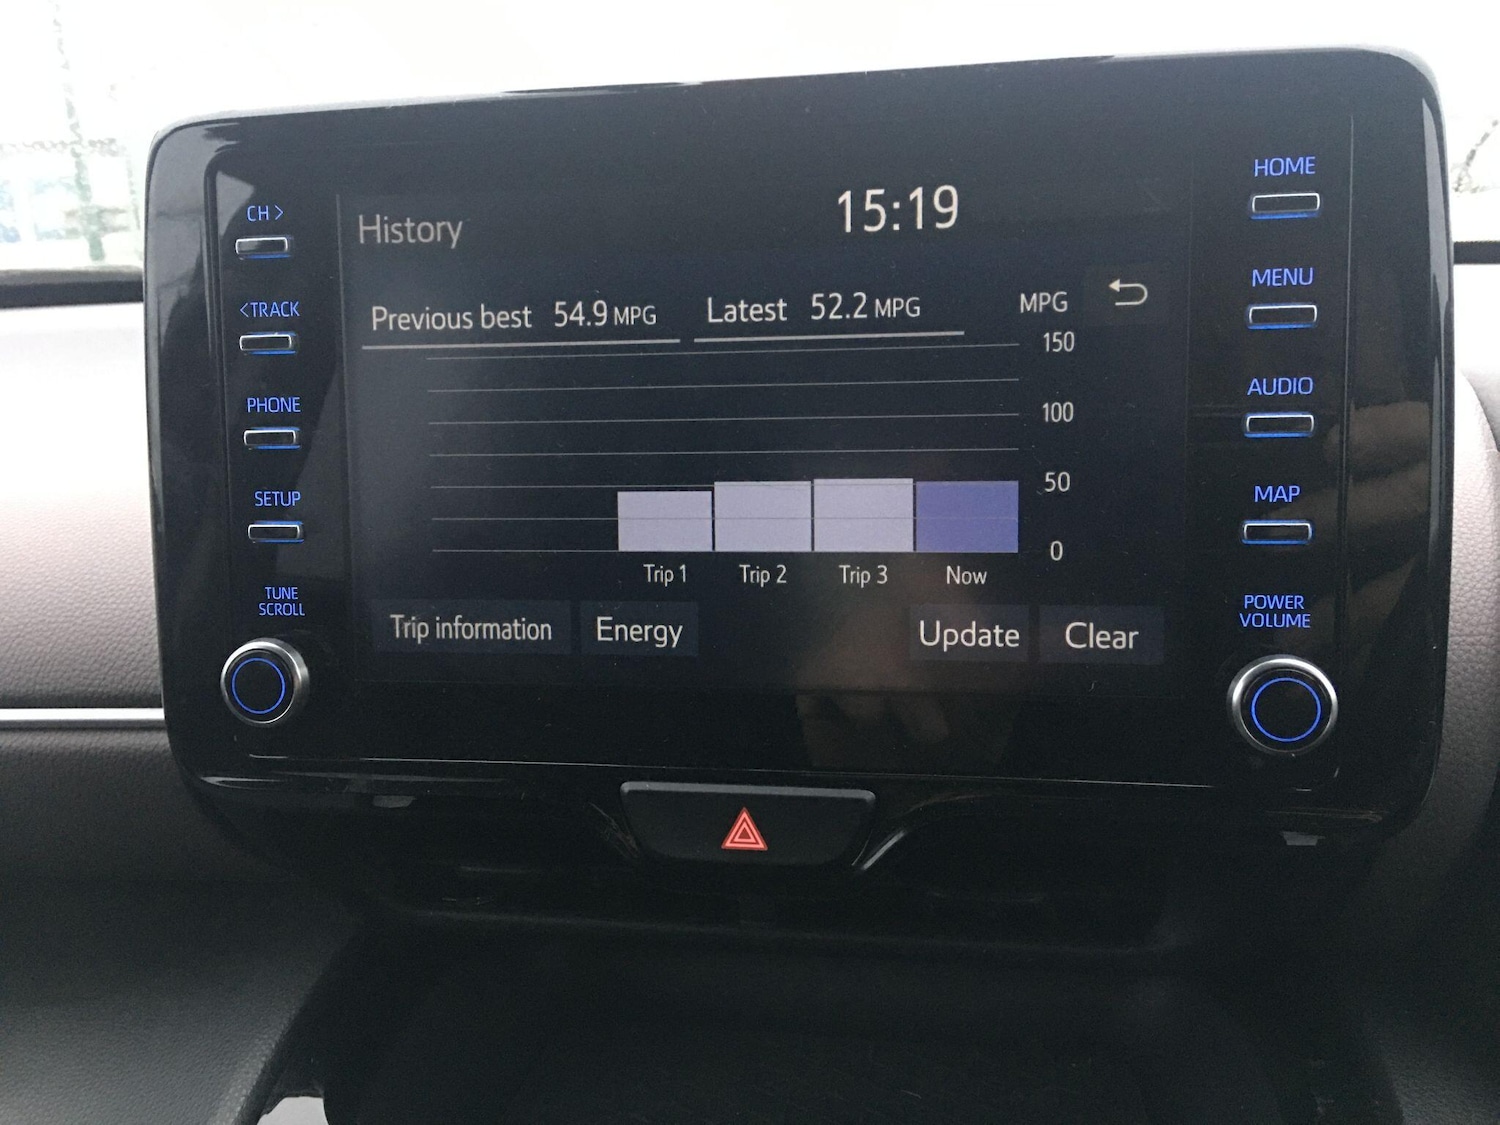 CH >
<TRACK
PHONE
SETUP
TUNE
SCROLL
History
15:19
Previous best 54.9 MPG
Latest 52.2 MPG
MPG
150
100
50
0
Trip 1
Trip 2
Trip 3
Now
Trip information
Energy
Update
Clear
HOME
MENU
AUDIO
MAP
POWER
VOLUME